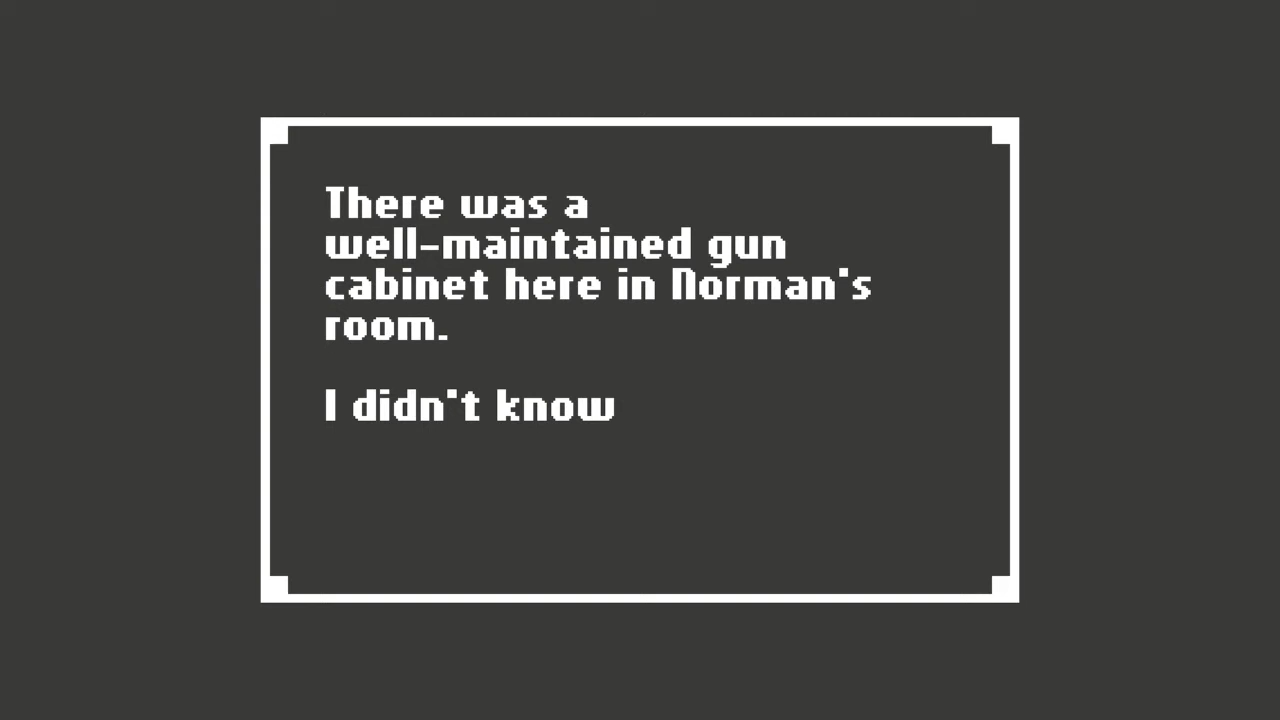 There was a
well-maintained gun
cabinet here in Norman's
room.
I didn't know